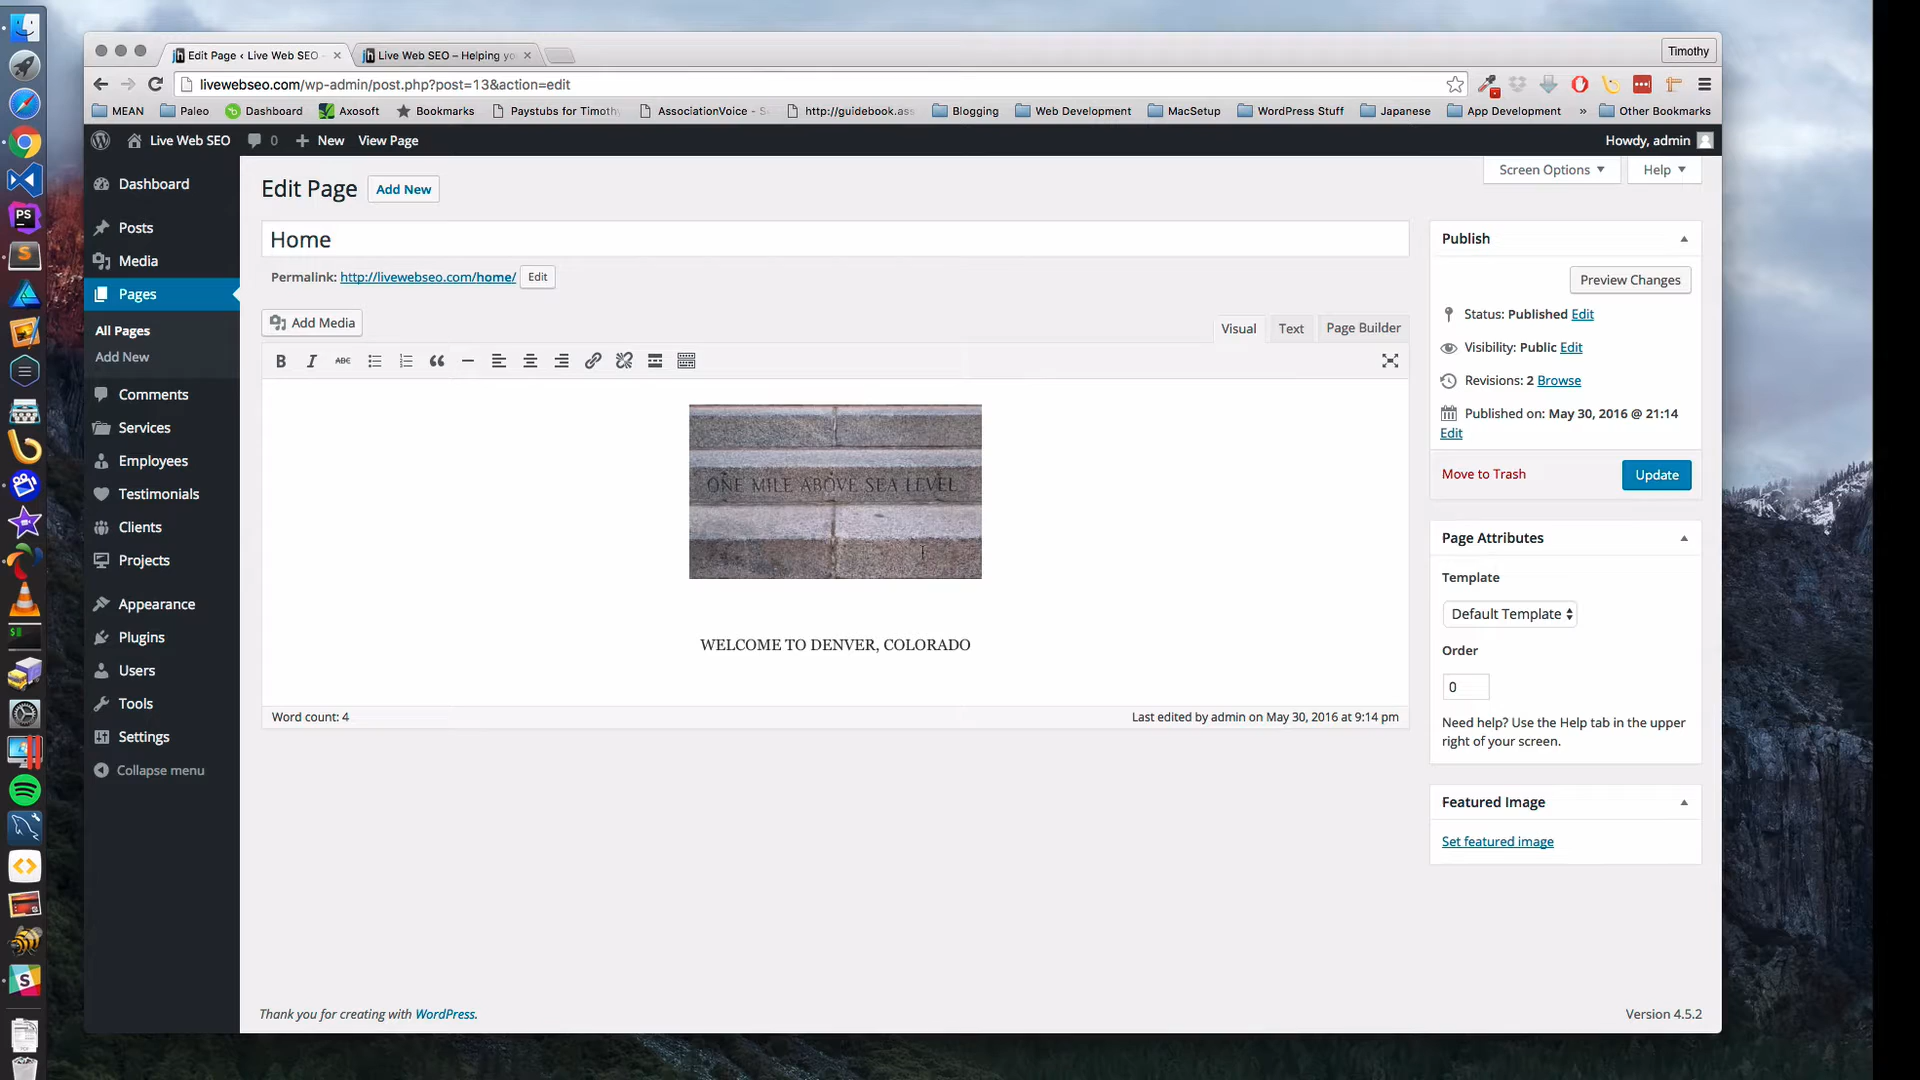 Edit Page ‹ Live Web SEO
Live Web SEO – Helping yo
Timothy
livewebseo.com/wp-admin/post.php?post=13&action=edit
MEAN
Paleo
Dashboard
Axosoft
Bookmarks
Paystubs for Timothy
AssociationVoice - S
http://guidebook.ass
Blogging
Web Development
MacSetup
WordPress Stuff
Japanese
App Development
»
Other Bookmarks
Live Web SEO
0
New
View Page
Howdy, admin
Dashboard
Posts
Media
Pages
All Pages
Add New
Comments
Services
Employees
Testimonials
Clients
Projects
Appearance
Plugins
Users
Tools
Settings
Collapse menu
Screen Options
Help
Edit Page
Add New
Home
Permalink: http://livewebseo.com/home/
Edit
Add Media
Visual
Text
Page Builder
B
I
ABC
ONE MILE ABOVE SEA LEVEL
WELCOME TO DENVER, COLORADO
Word count: 4
Last edited by admin on May 30, 2016 at 9:14 pm
Publish
Preview Changes
Status: Published Edit
Visibility: Public Edit
Revisions: 2 Browse
Published on: May 30, 2016 @ 21:14
Edit
Move to Trash
Update
Page Attributes
Template
Default Template
Order
0
Need help? Use the Help tab in the upper
right of your screen.
Featured Image
Set featured image
Thank you for creating with WordPress.
Version 4.5.2
PS
S